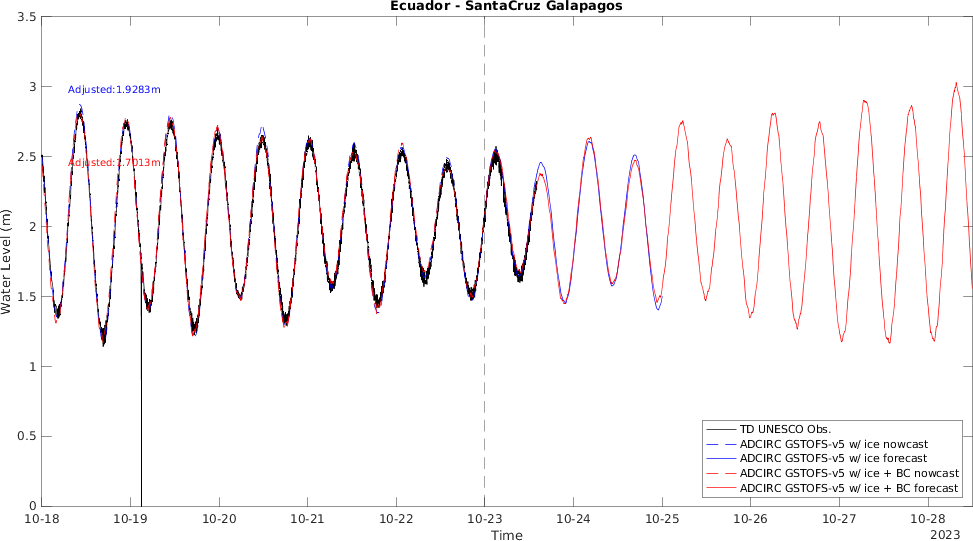 Ecuador - SantaCruz Galapagos
3.5
3
2.5
2
1.5
1
0.5
0
Water Level (m)
Adjusted:1.9283m
Adjusted:1.7013m
TD UNESCO Obs.
ADCIRC GSTOFS-v5 w/ ice nowcast
ADCIRC GSTOFS-v5 w/ ice forecast
ADCIRC GSTOFS-v5 w/ ice + BC nowcast
ADCIRC GSTOFS-v5 w/ ice + BC forecast
10-18 10-19 10-20 10-21 10-22 10-23 10-24 10-25 10-26 10-27 10-28
Time
2023